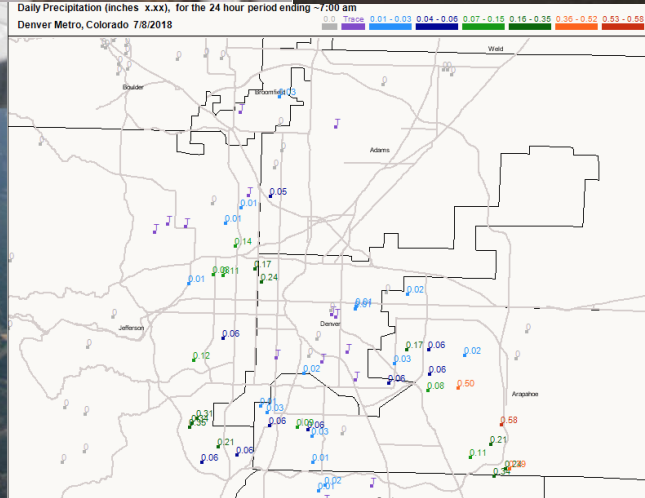 Daily Precipitation (inches x.xx), for the 24 hour period ending ~7:00 am
Denver Metro, Colorado 7/8/2018
0.0 Trace 0.01 - 0.03 0.04 - 0.06 0.07 - 0.15 0.16 - 0.35 0.36 - 0.52 0.53 - 0.58
Weld
Boulder
Broomfield
T
T
Adams
0.05
T
0.01
0.01
T
T
T
0.14
0.17
0.24
0.01
0.02
T
Jefferson
Denver
0.06
0.17
0.06
0.02
0.12
T
T
T
0.03
0.02
T
0.06
0.06
0.50
0.08
Arapahoe
0.03
0.31
0.06
0.06
0.03
0.58
0.21
0.21
0.06
0.06
0.01
0.11
0.02
T